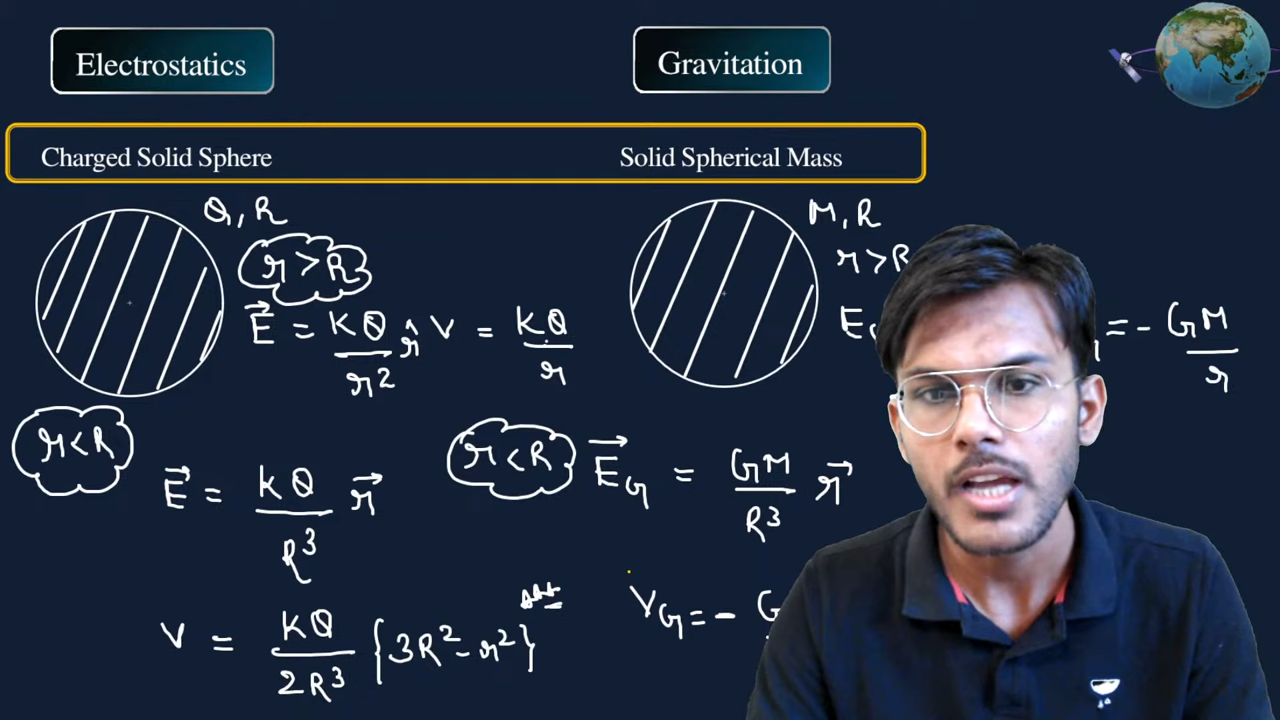 Electrostatics
Gravitation
Charged Solid Sphere
Solid Spherical Mass
Q, R
r > R
E⃗ = KQ/r² r̂
V = KQ/r
M, R
r > R
= - GM/r
r < R
E⃗ = KQ/R³ r⃗
r < R
E⃗G = GM/R³ r⃗
V = KQ/2R³ {3R² - r²}
VG = - G